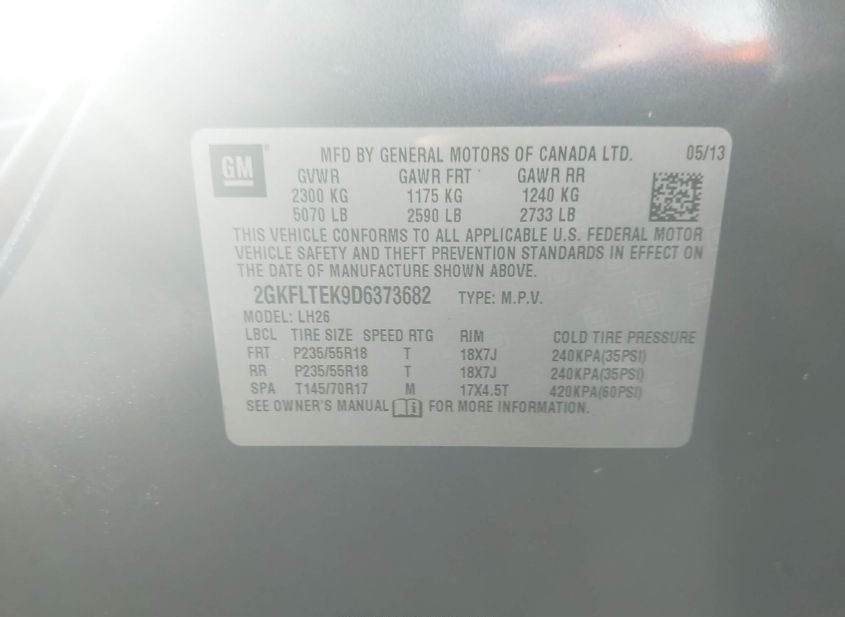 GM ® MFD BY GENERAL MOTORS OF CANADA LTD. 05/13
GVWR GAWR FRT GAWR RR
2300 KG 1175 KG 1240 KG
5070 LB 2590 LB 2733 LB
THIS VEHICLE CONFORMS TO ALL APPLICABLE U.S. FEDERAL MOTOR
VEHICLE SAFETY AND THEFT PREVENTION STANDARDS IN EFFECT ON
THE DATE OF MANUFACTURE SHOWN ABOVE.
2GKFLTEK9D6373682 TYPE: M.P.V.
MODEL: LH26
LBCL TIRE SIZE SPEED RTG RIM COLD TIRE PRESSURE
FRT P235/55R18 T 18X7J 240KPA(35PSI)
RR P235/55R18 T 18X7J 240KPA(35PSI)
SPA T145/70R17 M 17X4.5T 420KPA(60PSI)
SEE OWNER'S MANUAL i FOR MORE INFORMATION.